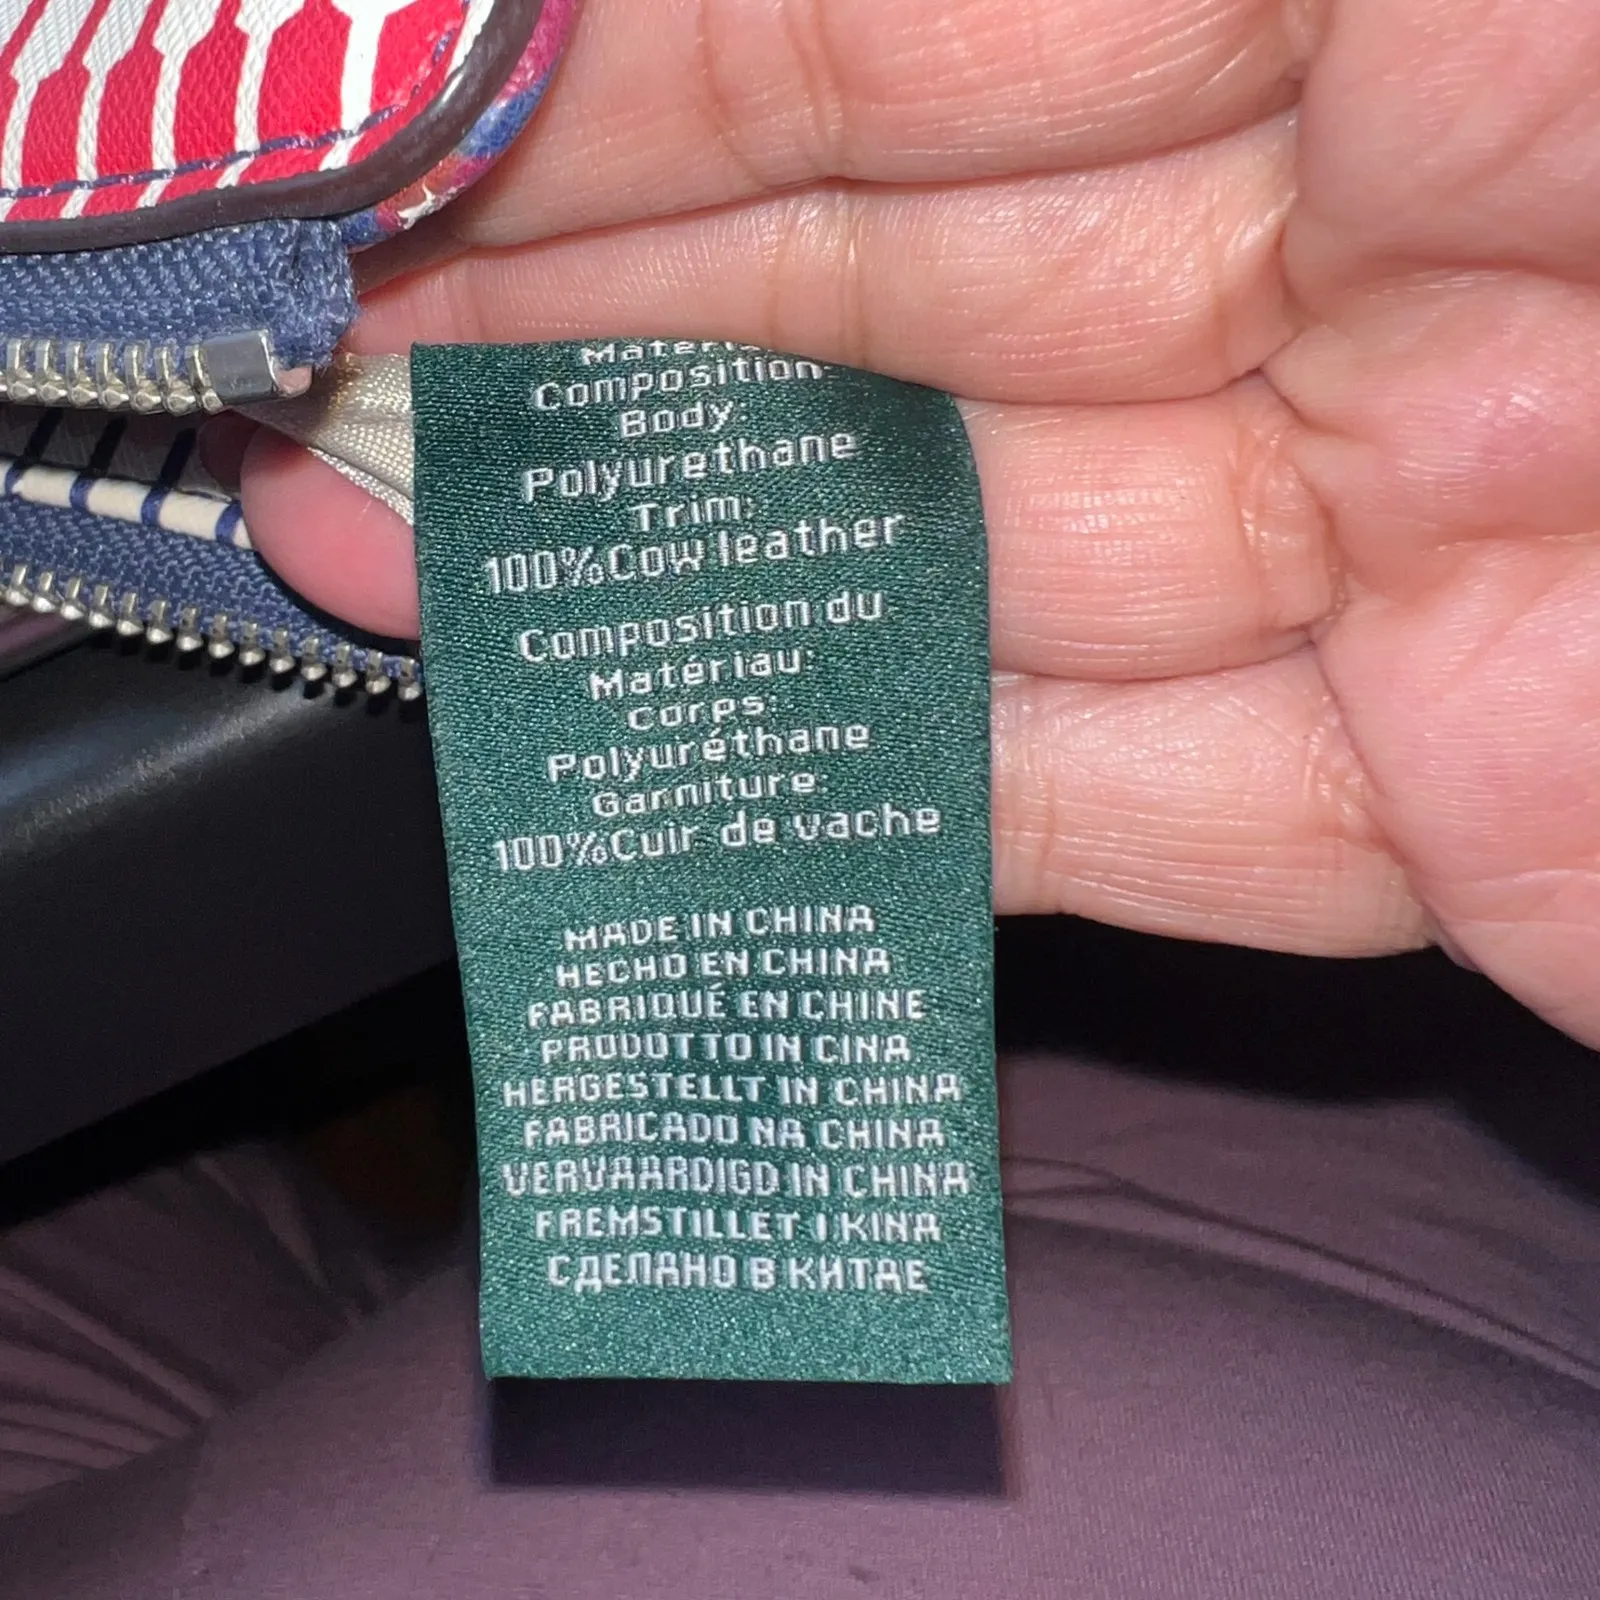 Material
Composition
Body:
Polyurethane
Trim:
100%Cow leather
Composition du
Matériau:
Corps:
Polyuréthane
Garniture:
100%Cuir de vache
MADE IN CHINA
HECHO EN CHINA
FABRIQUÉ EN CHINE
PRODOTTO IN CINA
HERGESTELLT IN CHINA
FABRICADO NA CHINA
VERVAARDIGD IN CHINA
FREMSTILLET I KINA
СДЕЛАНО В КИТАЕ